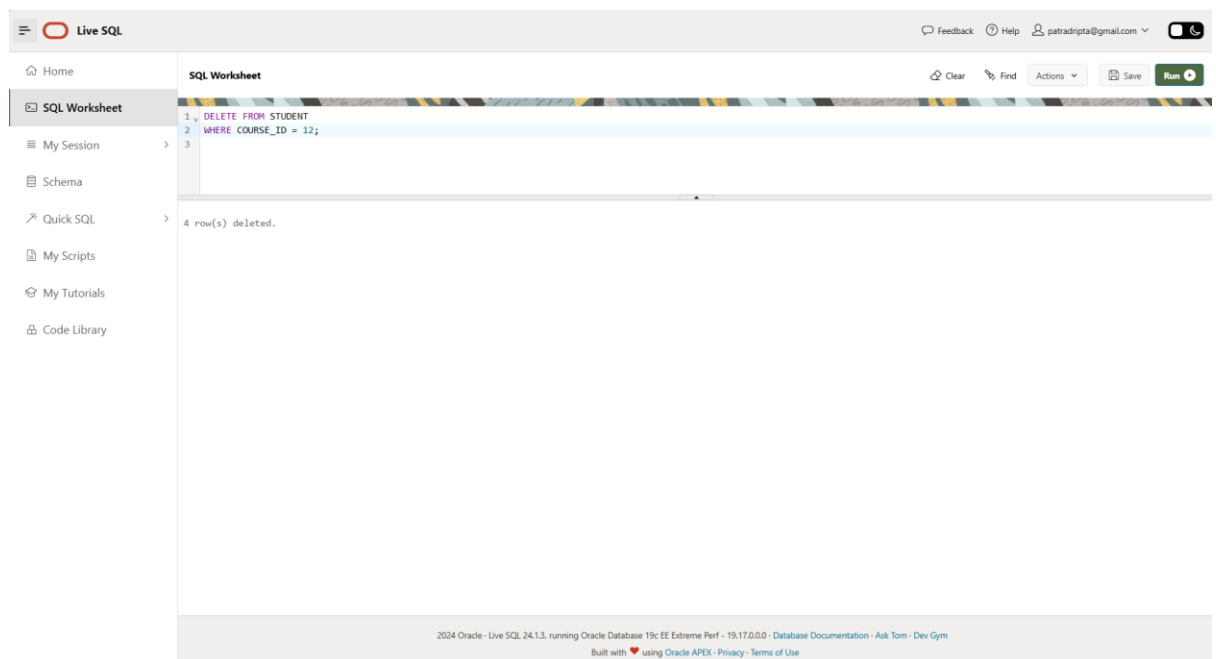 Live SQL
Feedback Help patradripta@gmail.com
Home
SQL Worksheet
My Session
Schema
Quick SQL
My Scripts
My Tutorials
Code Library
SQL Worksheet
Clear Find Actions Save Run
1 DELETE FROM STUDENT
2 WHERE COURSE_ID = 12;
3
4 row(s) deleted.
2024 Oracle · Live SQL 24.1.3, running Oracle Database 19c EE Extreme Perf - 19.17.0.0.0 · Database Documentation · Ask Tom · Dev Gym
Built with ❤ using Oracle APEX · Privacy · Terms of Use